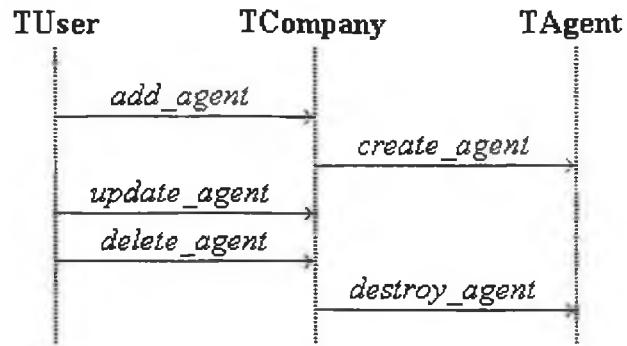 TUser TCompany TAgent
add_agent
create_agent
update_agent
delete_agent
destroy_agent